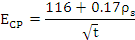 E_CP = (116 + 0.17ρ_s) / √t